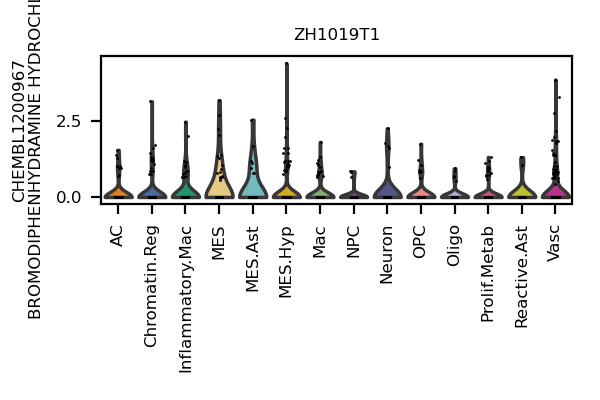 ZH1019T1
CHEMBL1200967
BROMODIPHENHYDRAMINE
2.5
0.0
AC
Chromatin.Reg
Inflammatory.Mac
MES
MES.Ast
MES.Hyp
Mac
NPC
Neuron
OPC
Oligo
Prolif.Metab
Reactive.Ast
Vasc